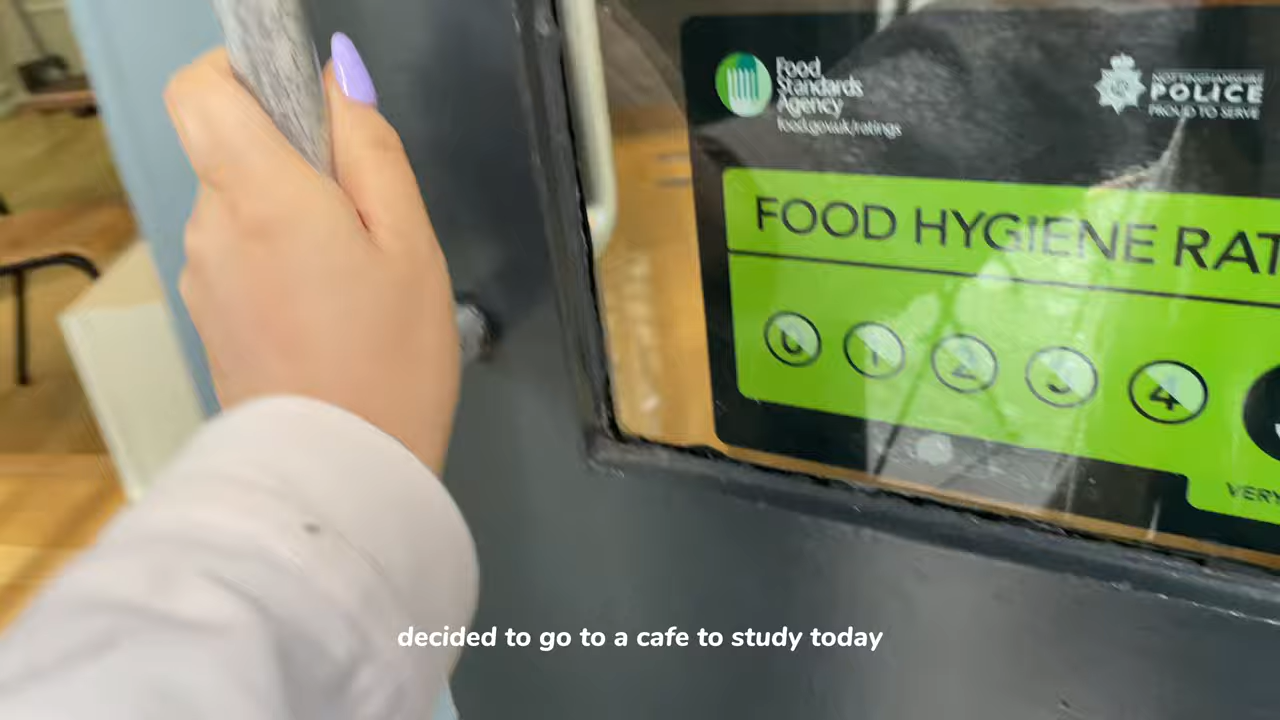 Food
Standards
Agency
food.gov.uk/ratings
NOTTINGHAMSHIRE
POLICE
PROUD TO SERVE
FOOD HYGIENE RAT
0 1 2 3 4
VERY
decided to go to a cafe to study today